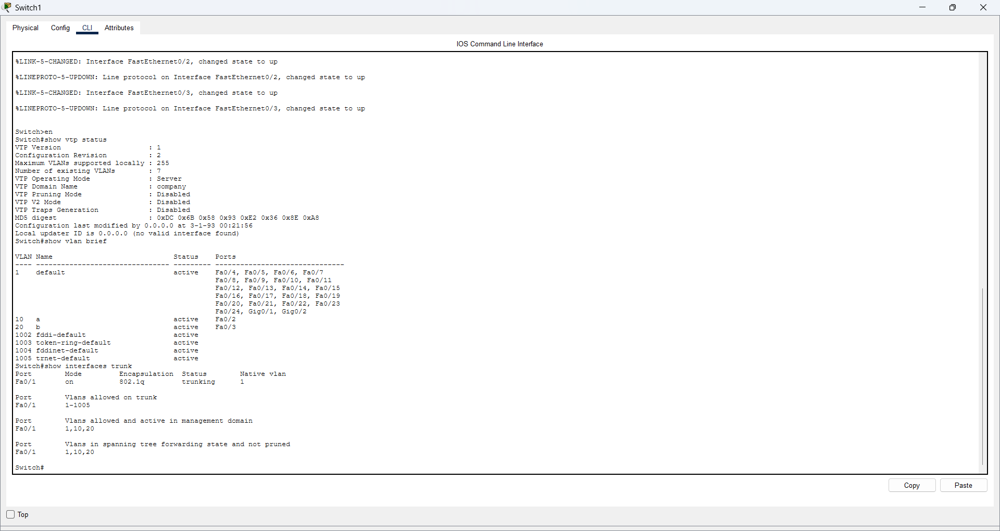 Switch1
Physical Config CLI Attributes
IOS Command Line Interface
%LINK-5-CHANGED: Interface FastEthernet0/2, changed state to up
%LINEPROTO-5-UPDOWN: Line protocol on Interface FastEthernet0/2, changed state to up
%LINK-5-CHANGED: Interface FastEthernet0/3, changed state to up
%LINEPROTO-5-UPDOWN: Line protocol on Interface FastEthernet0/3, changed state to up
Switch>en
Switch#show vtp status
VTP Version : 1
Configuration Revision : 2
Maximum VLANs supported locally : 255
Number of existing VLANs : 7
VTP Operating Mode : Server
VTP Domain Name : company
VTP Pruning Mode : Disabled
VTP V2 Mode : Disabled
VTP Traps Generation : Disabled
MD5 digest : 0xDC 0x6B 0x58 0x93 0xE2 0x36 0x8E 0xA8
Configuration last modified by 0.0.0.0 at 3-1-93 00:21:56
Local updater ID is 0.0.0.0 (no valid interface found)
Switch#show vlan brief
VLAN Name Status Ports
---- -------------------------------- --------- -------------------------------
1 default active Fa0/4, Fa0/5, Fa0/6, Fa0/7
Fa0/8, Fa0/9, Fa0/10, Fa0/11
Fa0/12, Fa0/13, Fa0/14, Fa0/15
Fa0/16, Fa0/17, Fa0/18, Fa0/19
Fa0/20, Fa0/21, Fa0/22, Fa0/23
Fa0/24, Gig0/1, Gig0/2
10 a active Fa0/2
20 b active Fa0/3
1002 fddi-default active
1003 token-ring-default active
1004 fddinet-default active
1005 trnet-default active
Switch#show interfaces trunk
Port Mode Encapsulation Status Native vlan
Fa0/1 on 802.1q trunking 1
Port Vlans allowed on trunk
Fa0/1 1-1005
Port Vlans allowed and active in management domain
Fa0/1 1,10,20
Port Vlans in spanning tree forwarding state and not pruned
Fa0/1 1,10,20
Switch#
Copy Paste
Top